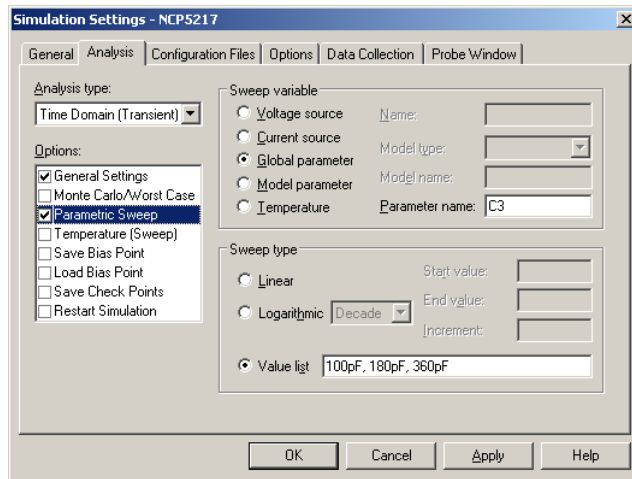 Simulation Settings - NCP5217
General
Analysis
Configuration Files
Options
Data Collection
Probe Window
Analysis type:
Time Domain (Transient)
Options:
General Settings
Monte Carlo/Worst Case
Parametric Sweep
Temperature (Sweep)
Save Bias Point
Load Bias Point
Save Check Points
Restart Simulation
Sweep variable
Voltage source
Name:
Current source
Model type:
Global parameter
Model parameter
Model name:
Temperature
Parameter name:
C3
Sweep type
Linear
Start value:
Logarithmic
Decade
End value:
Increment:
Value list
100pF, 180pF, 360pF
OK
Cancel
Apply
Help